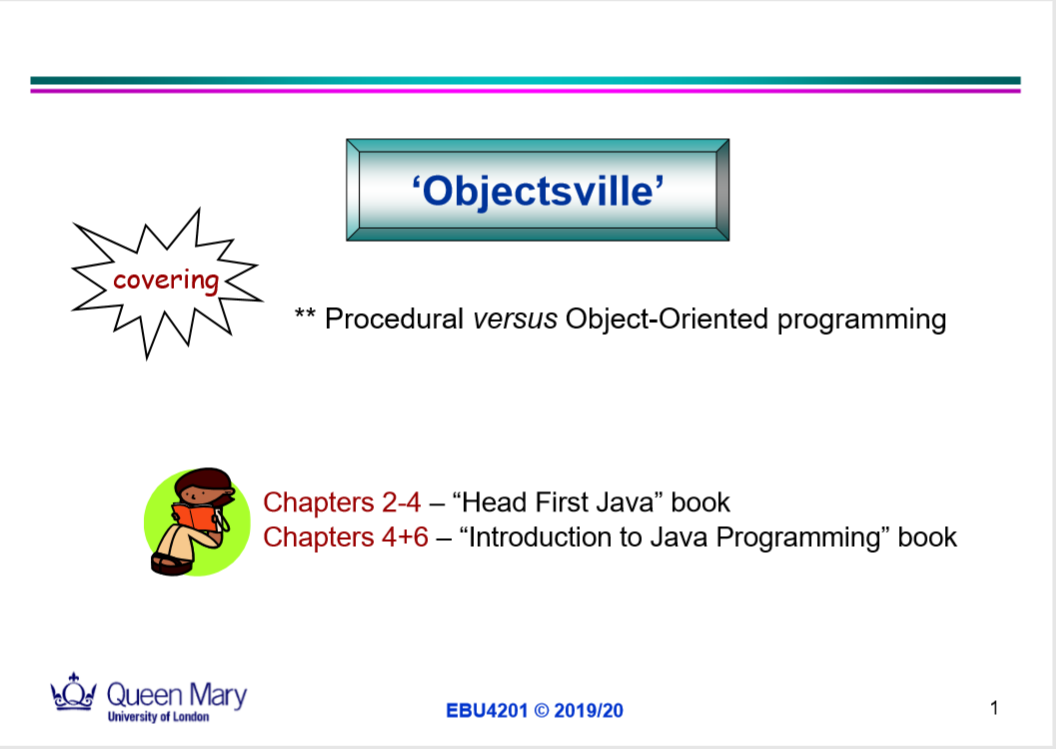 ‘Objectsville’
covering
** Procedural versus Object-Oriented programming
Chapters 2-4 – “Head First Java” book
Chapters 4+6 – “Introduction to Java Programming” book
Queen Mary
University of London
EBU4201 © 2019/20
1